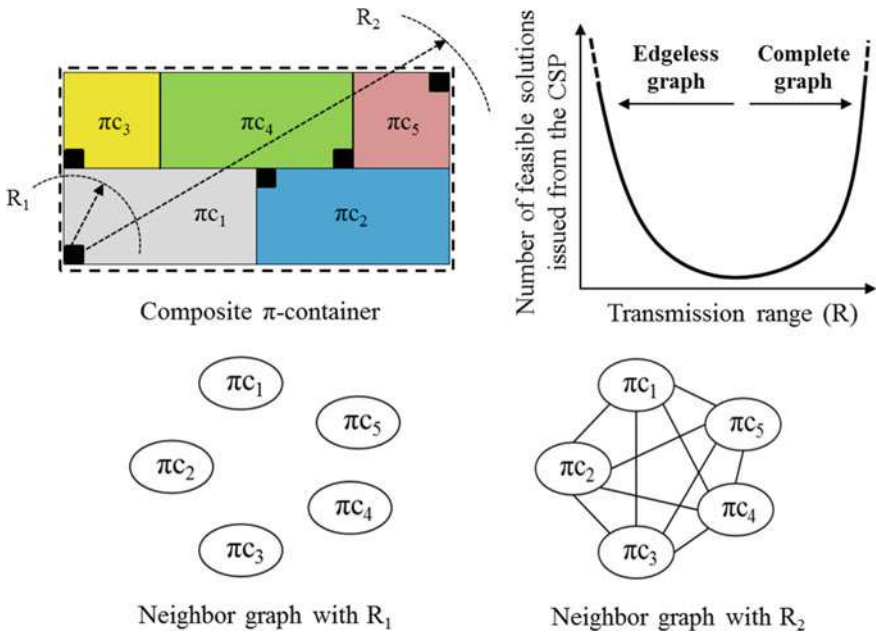 R₂
πc₃
πc₄
πc₅
R₁
πc₁
πc₂
Composite π-container
Number of feasible solutions
issued from the CSP
Edgeless
graph
Complete
graph
Transmission range (R)
πc₁
πc₅
πc₂
πc₄
πc₃
Neighbor graph with R₁
πc₁
πc₅
πc₂
πc₄
πc₃
Neighbor graph with R₂